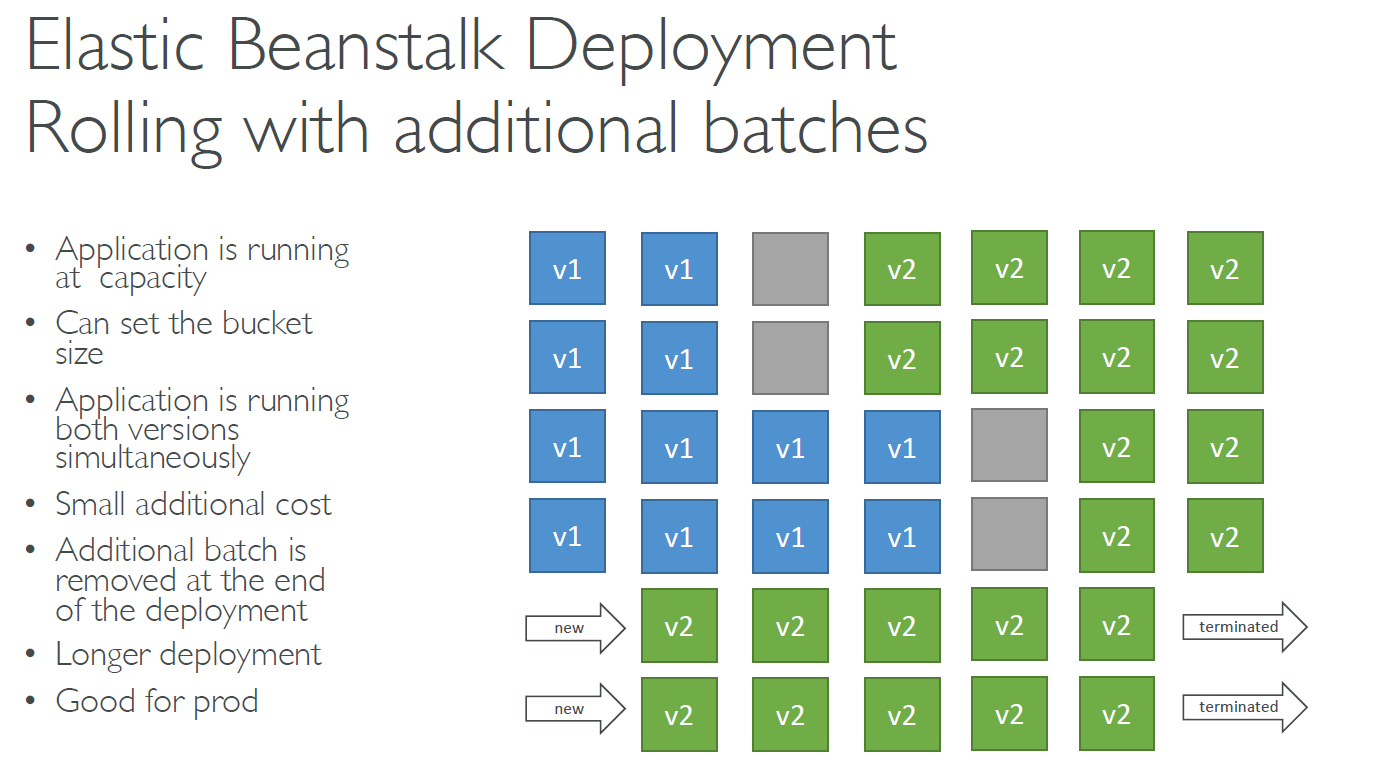 Elastic Beanstalk Deployment
Rolling with additional batches
• Application is running
at  capacity
• Can set the bucket
size
• Application is running
both versions
simultaneously
• Small additional cost
• Additional batch is
removed at the end
of the deployment
• Longer deployment
• Good for prod
v1 v1 v2 v2 v2 v2
v1 v1 v2 v2 v2 v2
v1 v1 v1 v1 v2 v2
v1 v1 v1 v1 v2 v2
new v2 v2 v2 v2 v2 terminated
new v2 v2 v2 v2 v2 terminated